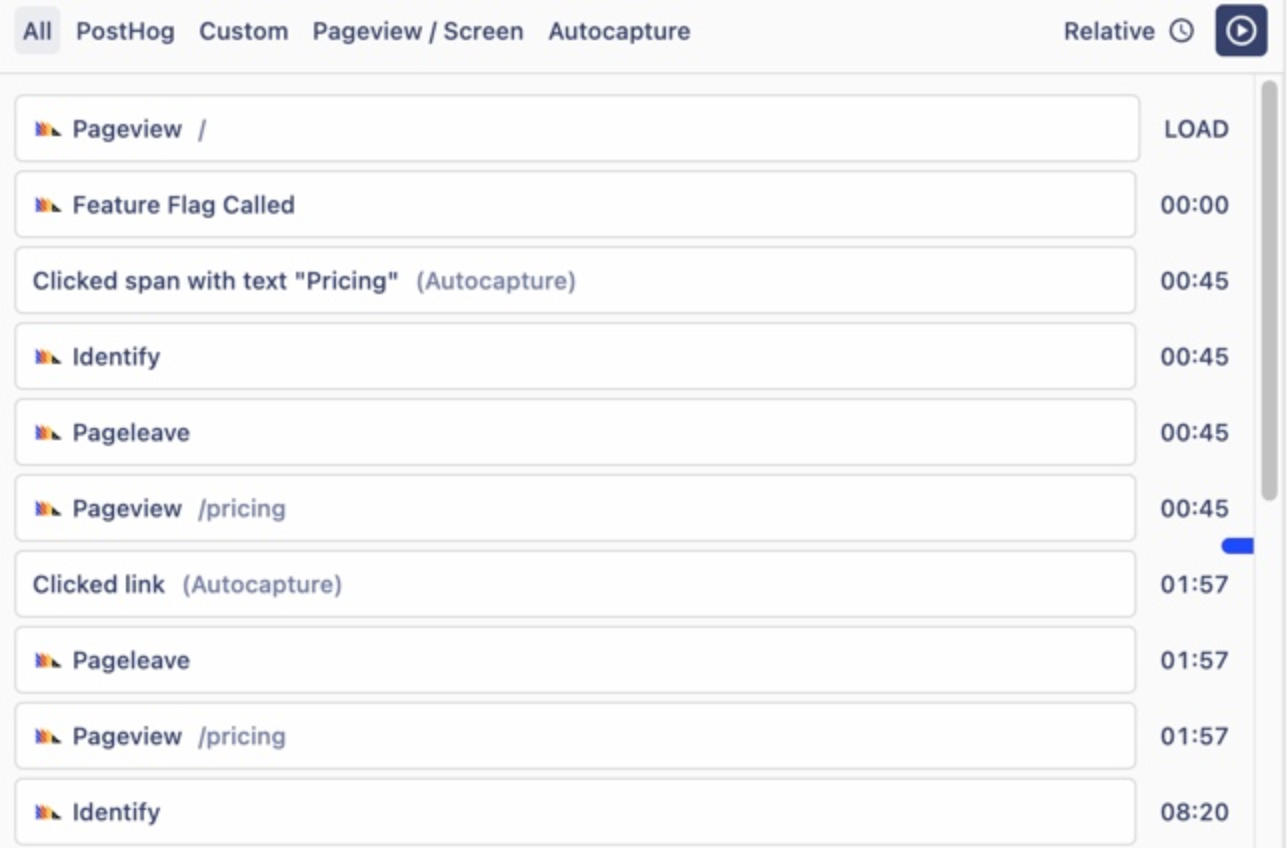 All PostHog Custom Pageview / Screen Autocapture Relative
Pageview / LOAD
Feature Flag Called 00:00
Clicked span with text "Pricing" (Autocapture) 00:45
Identify 00:45
Pageleave 00:45
Pageview /pricing 00:45
Clicked link (Autocapture) 01:57
Pageleave 01:57
Pageview /pricing 01:57
Identify 08:20